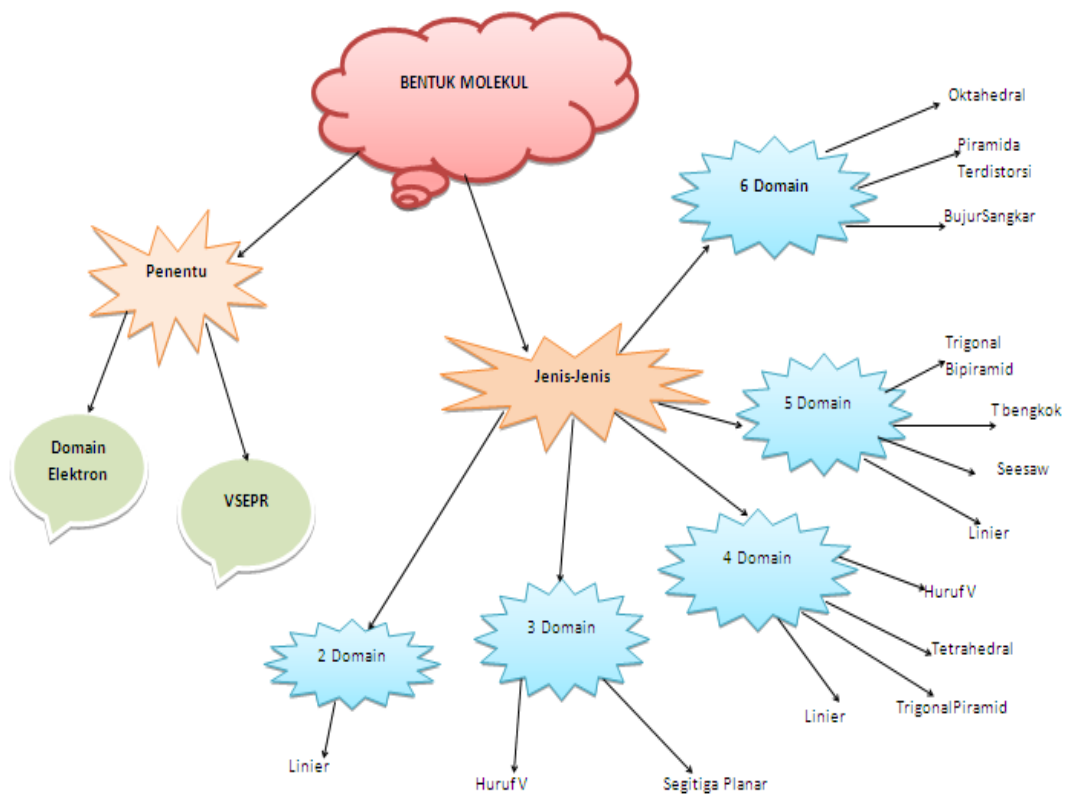 BENTUK MOLEKUL
Penentu
Domain
Elektron
VSEPR
Jenis-Jenis
6 Domain
Oktahedral
Piramida
Terdistorsi
BujurSangkar
5 Domain
Trigonal
Bipiramid
T bengkok
Seesaw
Linier
4 Domain
Huruf V
Tetrahedral
TrigonalPiramid
Linier
3 Domain
Huruf V
Segitiga Planar
2 Domain
Linier